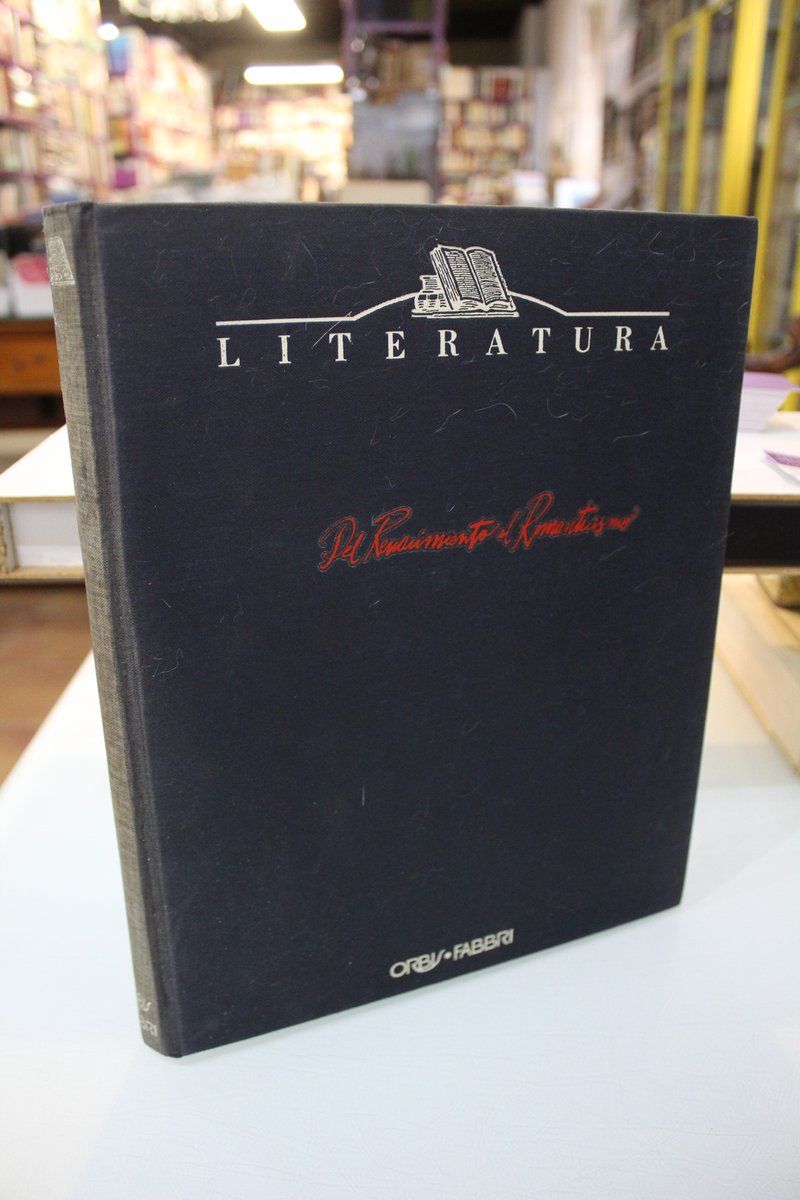 LITERATURA
Del Renacimiento al Romanticismo
ORBIS•FABBRI